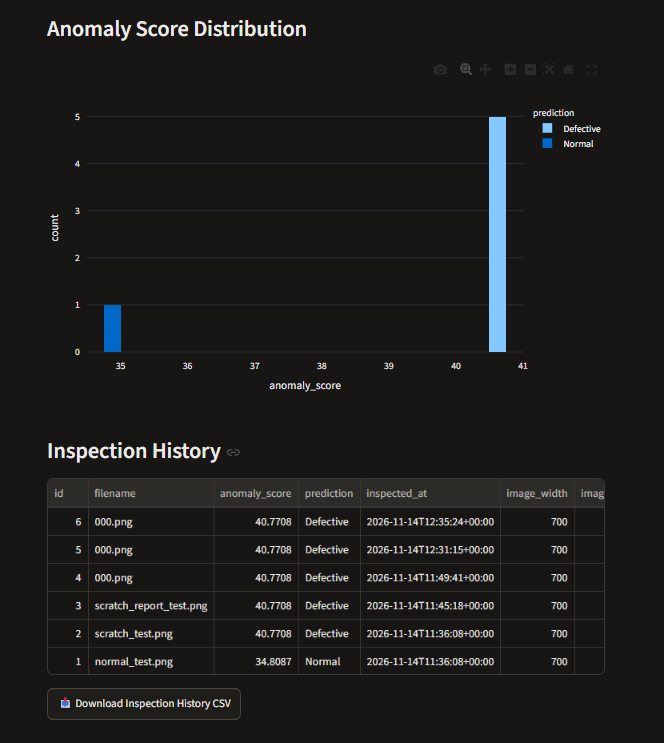 Anomaly Score Distribution
prediction
Defective
Normal
5
4
3
2
1
0
count
35 36 37 38 39 40 41
anomaly_score
Inspection History
id filename anomaly_score prediction inspected_at image_width imag
6 000.png 40.7708 Defective 2026-11-14T12:35:24+00:00 700
5 000.png 40.7708 Defective 2026-11-14T12:31:15+00:00 700
4 000.png 40.7708 Defective 2026-11-14T11:49:41+00:00 700
3 scratch_report_test.png 40.7708 Defective 2026-11-14T11:45:18+00:00 700
2 scratch_test.png 40.7708 Defective 2026-11-14T11:36:08+00:00 700
1 normal_test.png 34.8087 Normal 2026-11-14T11:36:08+00:00 700
Download Inspection History CSV